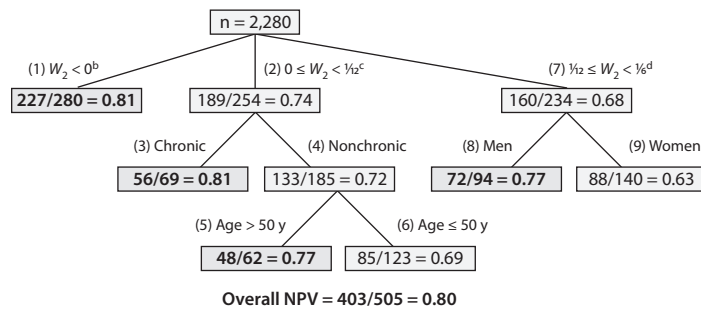 n = 2,280
(1) W₂ < 0ᵇ
(2) 0 ≤ W₂ < 1⁄12ᶜ
(7) 1⁄12 ≤ W₂ < 1⁄6ᵈ
227/280 = 0.81
189/254 = 0.74
160/234 = 0.68
(3) Chronic
(4) Nonchronic
(8) Men
(9) Women
56/69 = 0.81
133/185 = 0.72
72/94 = 0.77
88/140 = 0.63
(5) Age > 50 y
(6) Age ≤ 50 y
48/62 = 0.77
85/123 = 0.69
Overall NPV = 403/505 = 0.80